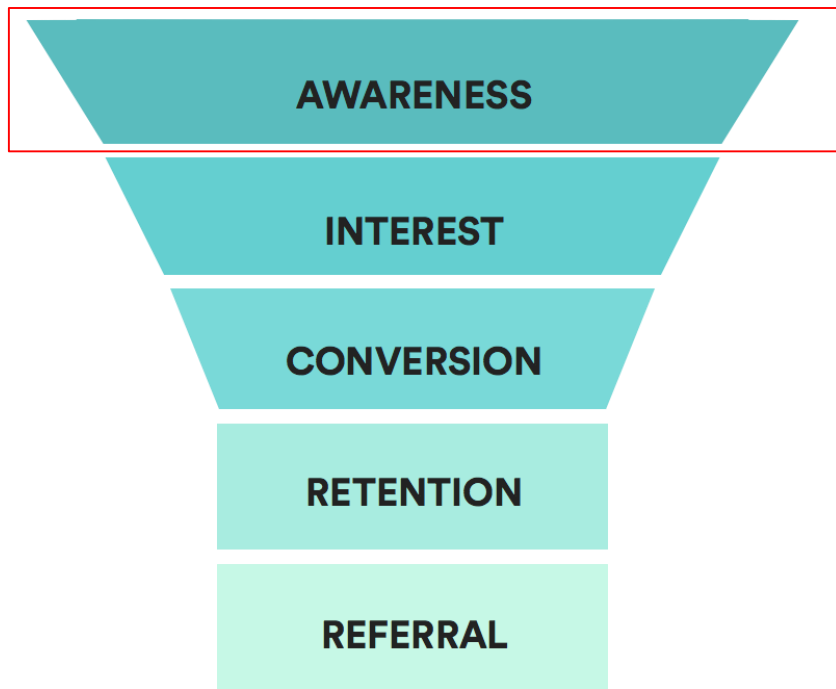 AWARENESS
INTEREST
CONVERSION
RETENTION
REFERRAL